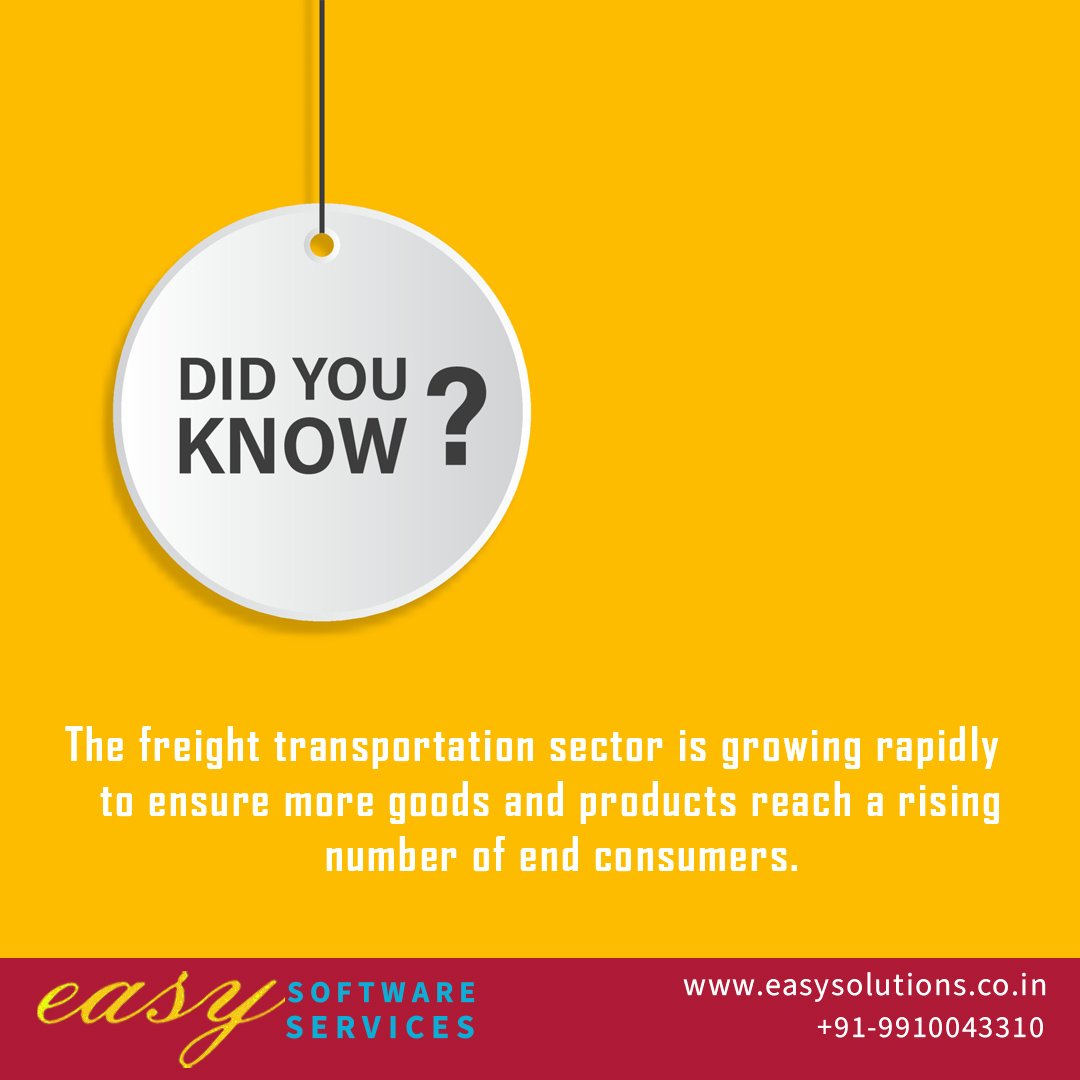 DID YOU
KNOW ?
The freight transportation sector is growing rapidly
to ensure more goods and products reach a rising
number of end consumers.
easy SOFTWARE
SERVICES
www.easysolutions.co.in
+91-9910043310